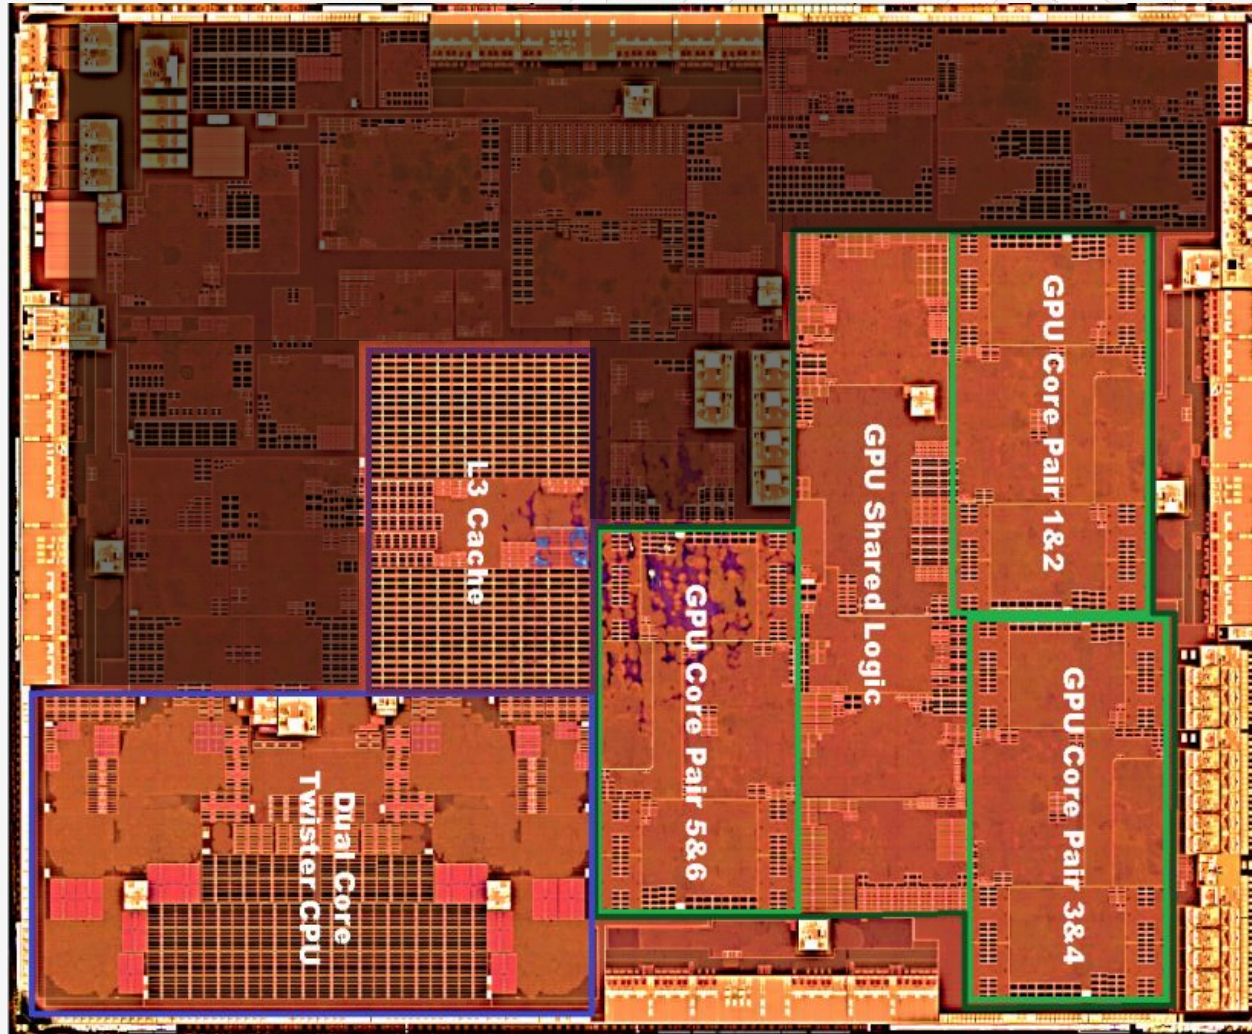 GPU Core Pair 1&2
GPU Shared Logic
L3 Cache
GPU Core Pair 5&6
GPU Core Pair 3&4
Dual Core
Twister CPU